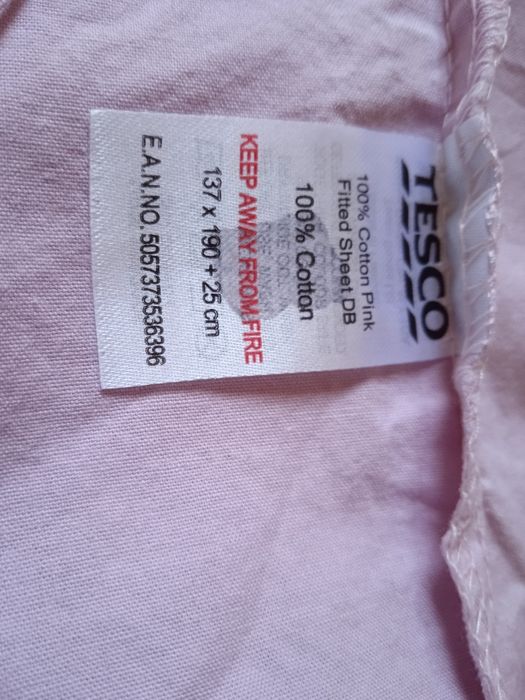 TESCO
100% Cotton Pink
Fitted Sheet DB
100% Cotton
KEEP AWAY FROM FIRE
137 x 190 + 25 cm
E.A.N.NO. 5057373536396